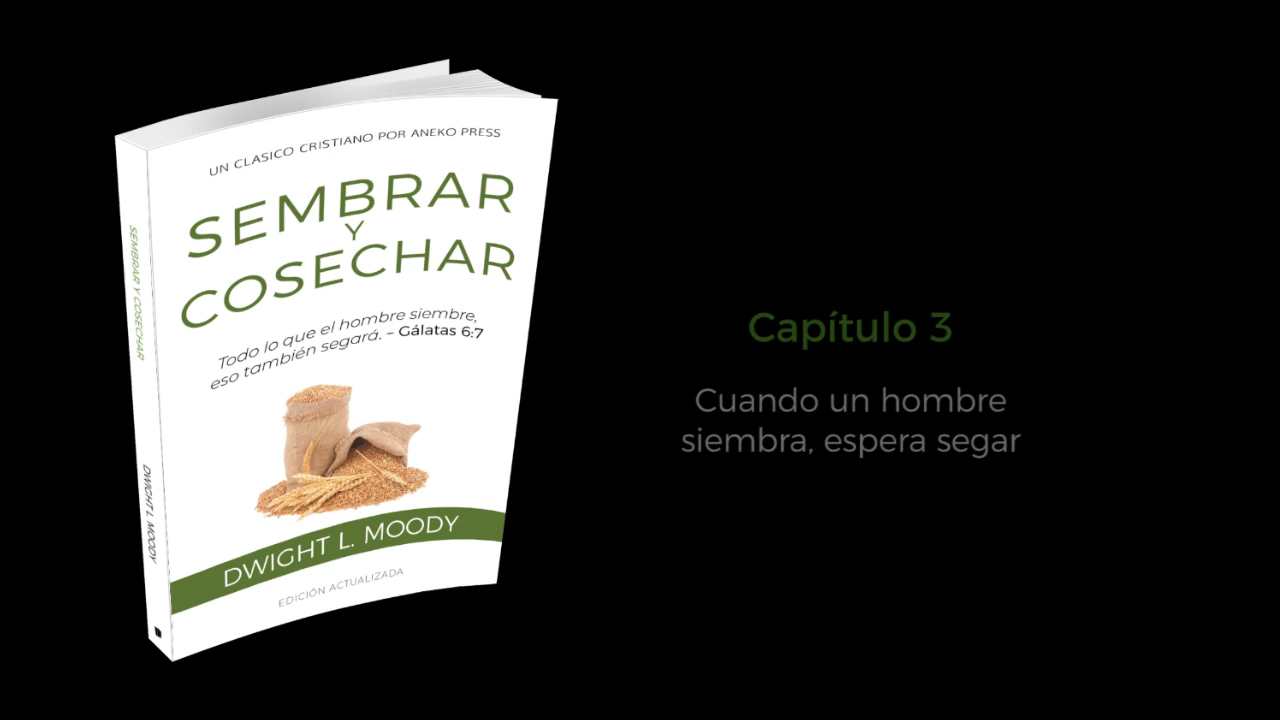 UN CLASICO CRISTIANO POR ANEKO PRESS
SEMBRAR
Y
COSECHAR
Todo lo que el hombre siembre,
eso también segará. – Gálatas 6:7
DWIGHT L. MOODY
EDICIÓN ACTUALIZADA
SEMBRAR Y COSECHAR
DWIGHT L. MOODY
Capítulo 3
Cuando un hombre
siembra, espera segar